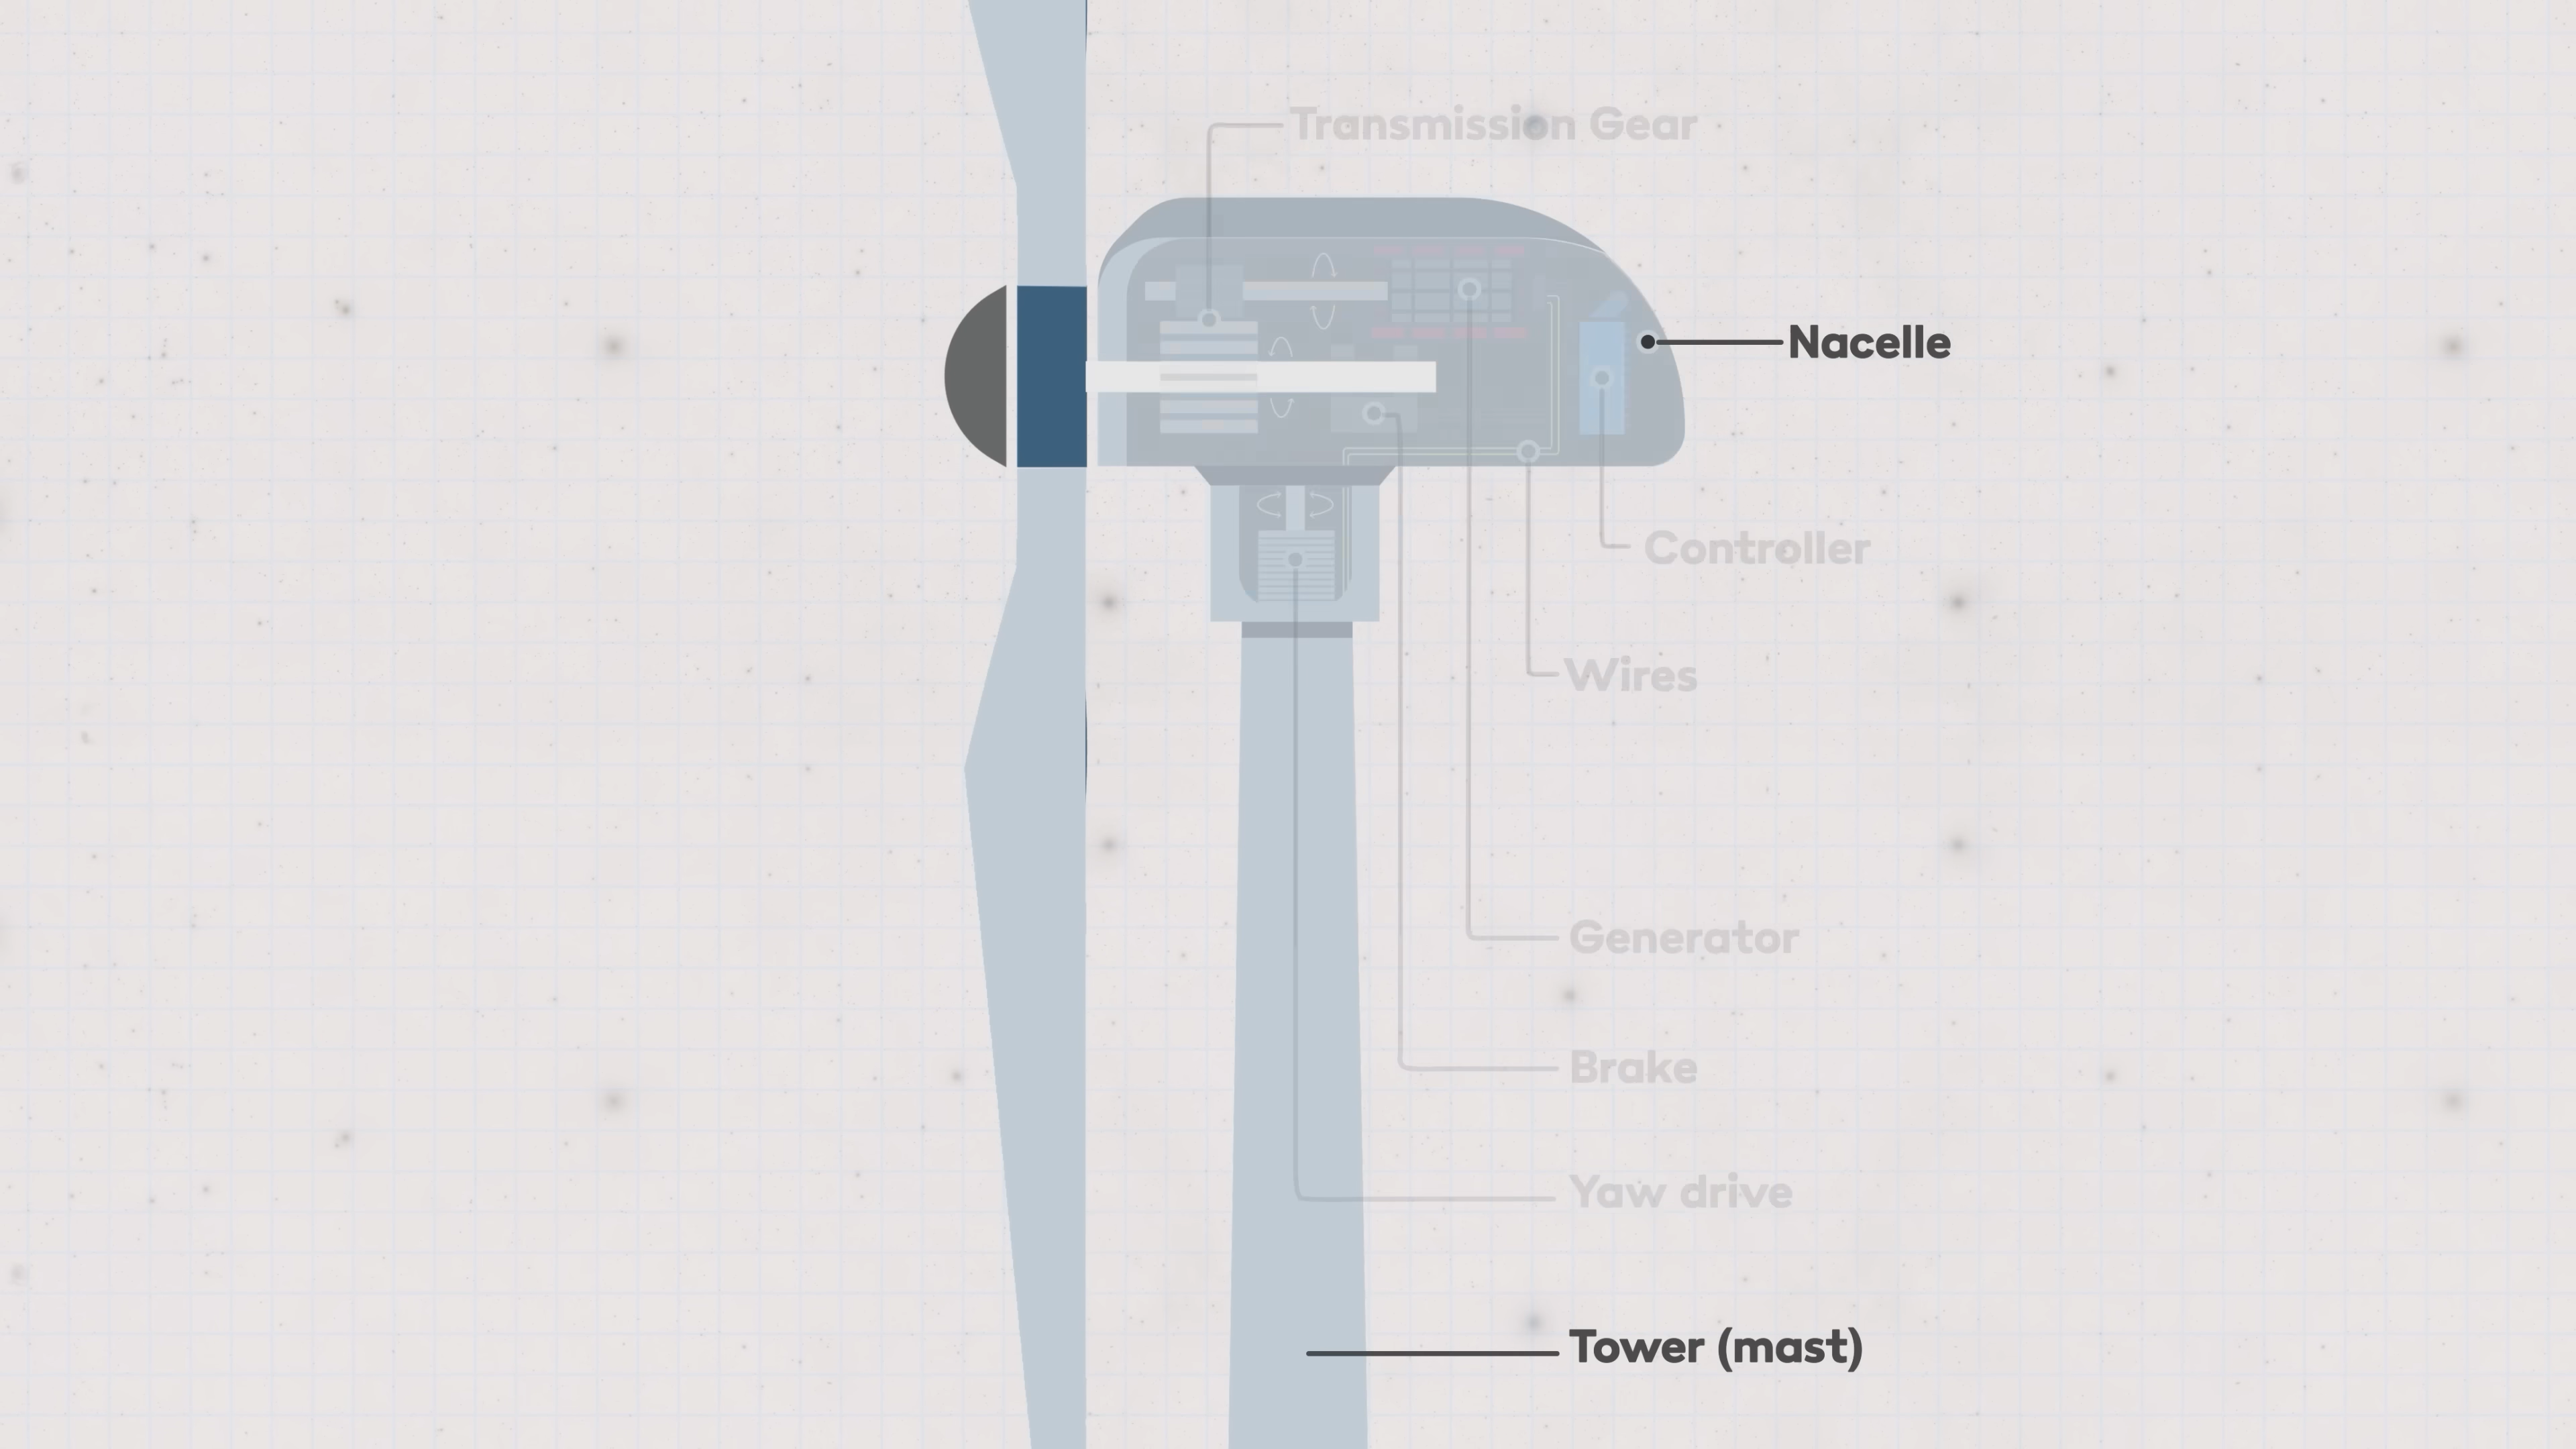 Transmission Gear
Nacelle
Controller
Wires
Generator
Brake
Yaw drive
Tower (mast)